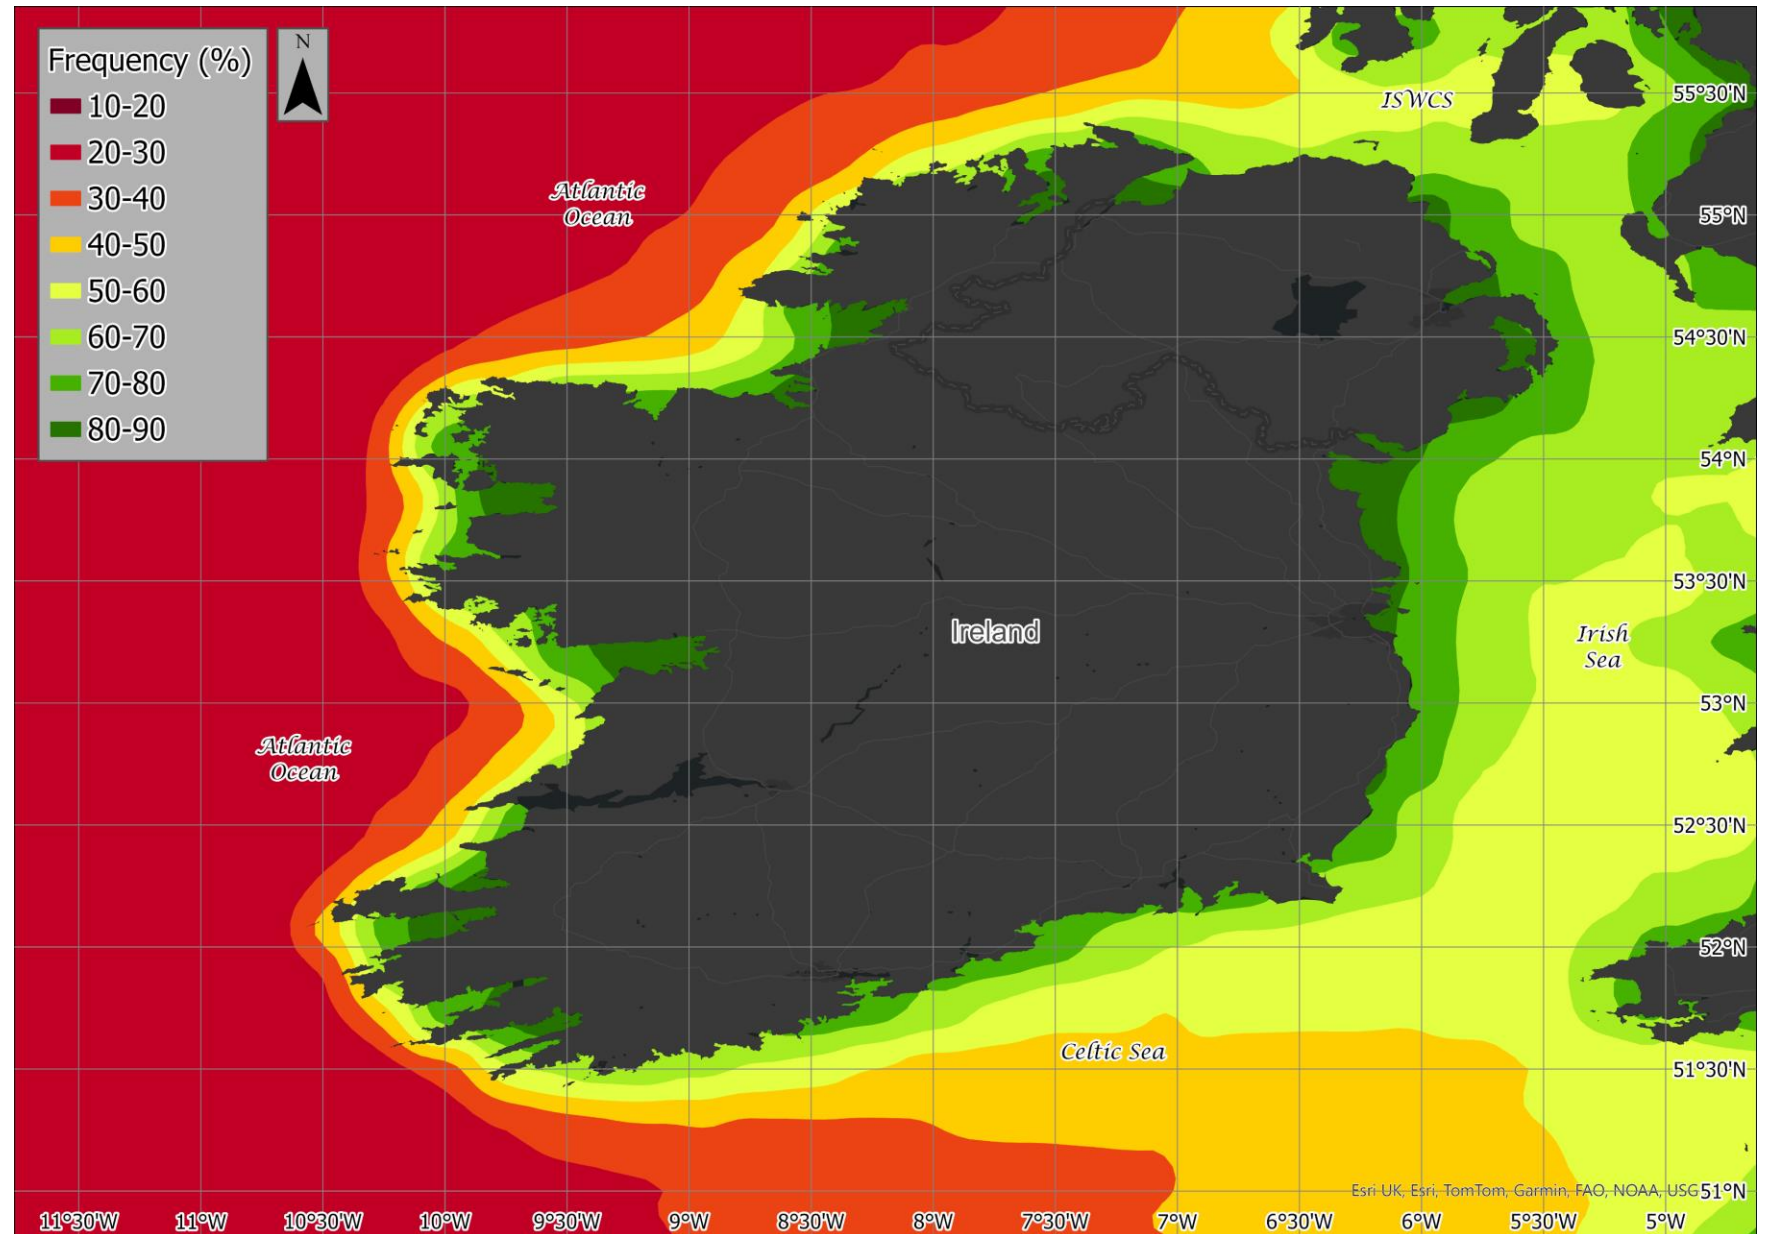 Frequency (%)
10-20
20-30
30-40
40-50
50-60
60-70
70-80
80-90
N
ISWCS
55°30'N
Atlantic
Ocean
55°N
54°30'N
54°N
53°30'N
Ireland
Irish
Sea
53°N
Atlantic
Ocean
52°30'N
52°N
Celtic Sea
51°30'N
Esri UK, Esri, TomTom, Garmin, FAO, NOAA, USG
51°N
11°30'W 11°W 10°30'W 10°W 9°30'W 9°W 8°30'W 8°W 7°30'W 7°W 6°30'W 6°W 5°30'W 5°W